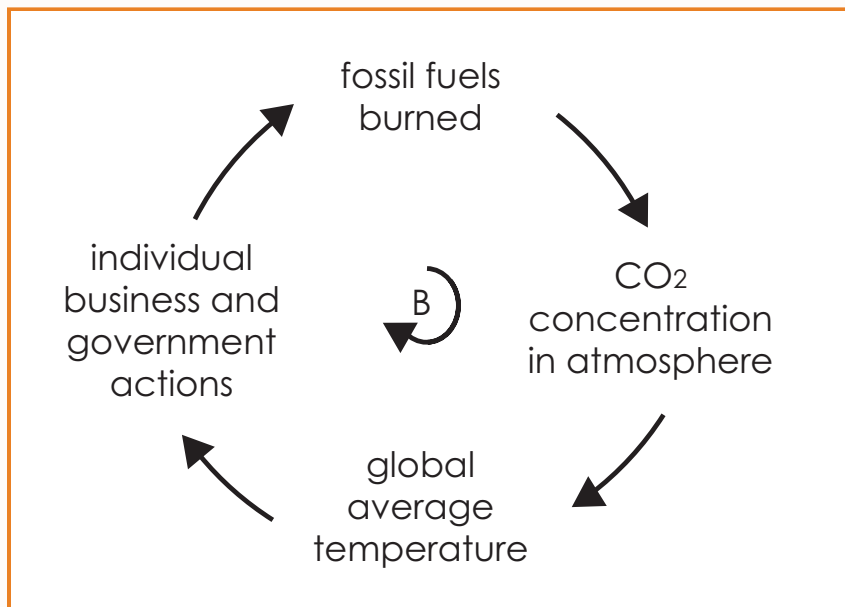 fossil fuels
burned
individual
business and
government
actions
B
CO2
concentration
in atmosphere
global
average
temperature